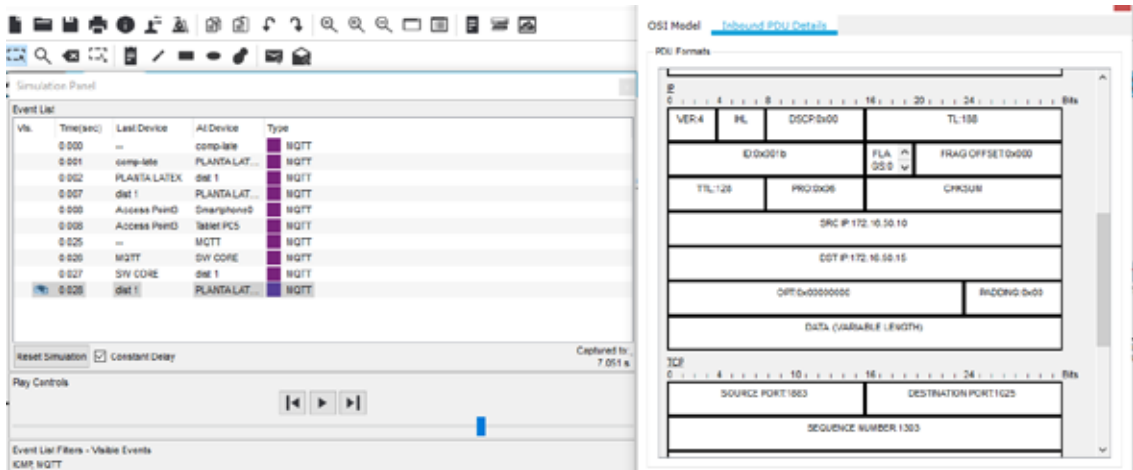 Simulation Panel
Event List
Vis. Time(sec) Last Device At Device Type
0.000 -- comp-late MQTT
0.001 comp-late PLANTA LAT... MQTT
0.002 PLANTA LATEX dist 1 MQTT
0.007 dist 1 PLANTA LAT... MQTT
0.008 Access Point3 Smartphone0 MQTT
0.008 Access Point3 Tablet PC5 MQTT
0.025 -- MQTT MQTT
0.026 MQTT SW CORE MQTT
0.027 SW CORE dist 1 MQTT
0.028 dist 1 PLANTA LAT... MQTT
Reset Simulation Constant Delay Captured to:
7.051 s
Play Controls
Event List Filters - Visible Events
ICMP, MQTT
OSI Model Inbound PDU Details
PDU Formats
IP
0 4 8 16 20 24 Bits
VER:4 IHL DSCP:0x00 TL:188
ID:0x001b FLA GS:0 FRAG OFFSET:0x000
TTL:128 PRO:0x06 CHKSUM
SRC IP:172.16.50.10
DST IP:172.16.50.15
OPT:0x00000000 PADDING:0x00
DATA (VARIABLE LENGTH)
TCP
0 4 10 16 24 Bits
SOURCE PORT:1883 DESTINATION PORT:1025
SEQUENCE NUMBER:1303